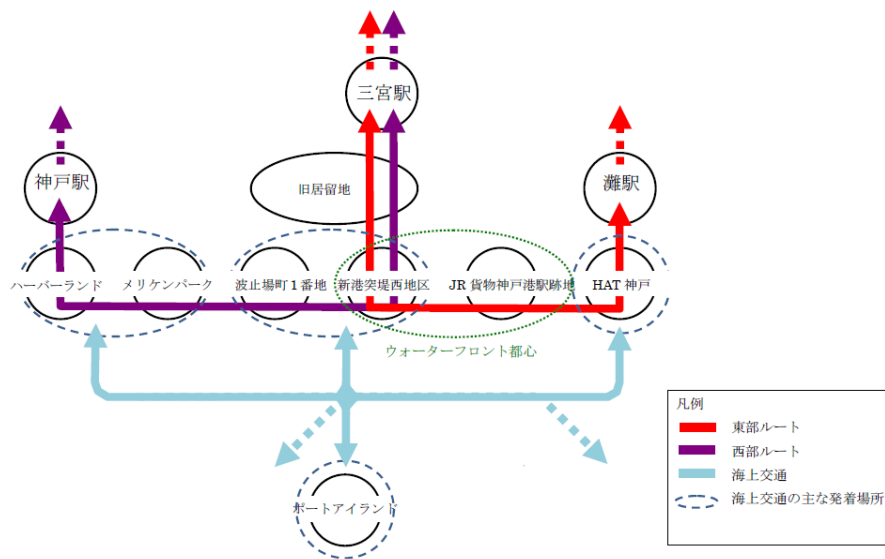 三宮駅
神戸駅
旧居留地
灘駅
ハーバーランド
メリケンパーク
波止場町1番地
新港突堤西地区
JR貨物神戸港駅跡地
HAT神戸
ウォーターフロント都心
ポートアイランド
凡例
東部ルート
西部ルート
海上交通
海上交通の主な発着場所